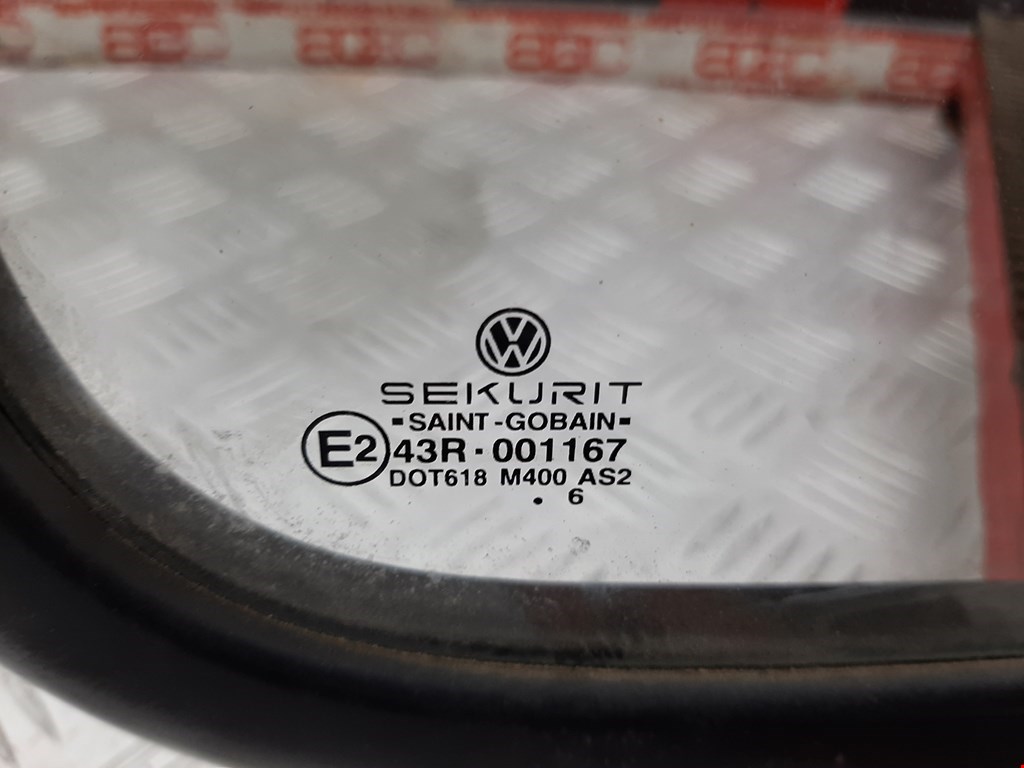 SEKURIT
-SAINT-GOBAIN-
E2 43R·001167
DOT618 M400 AS2
. 6